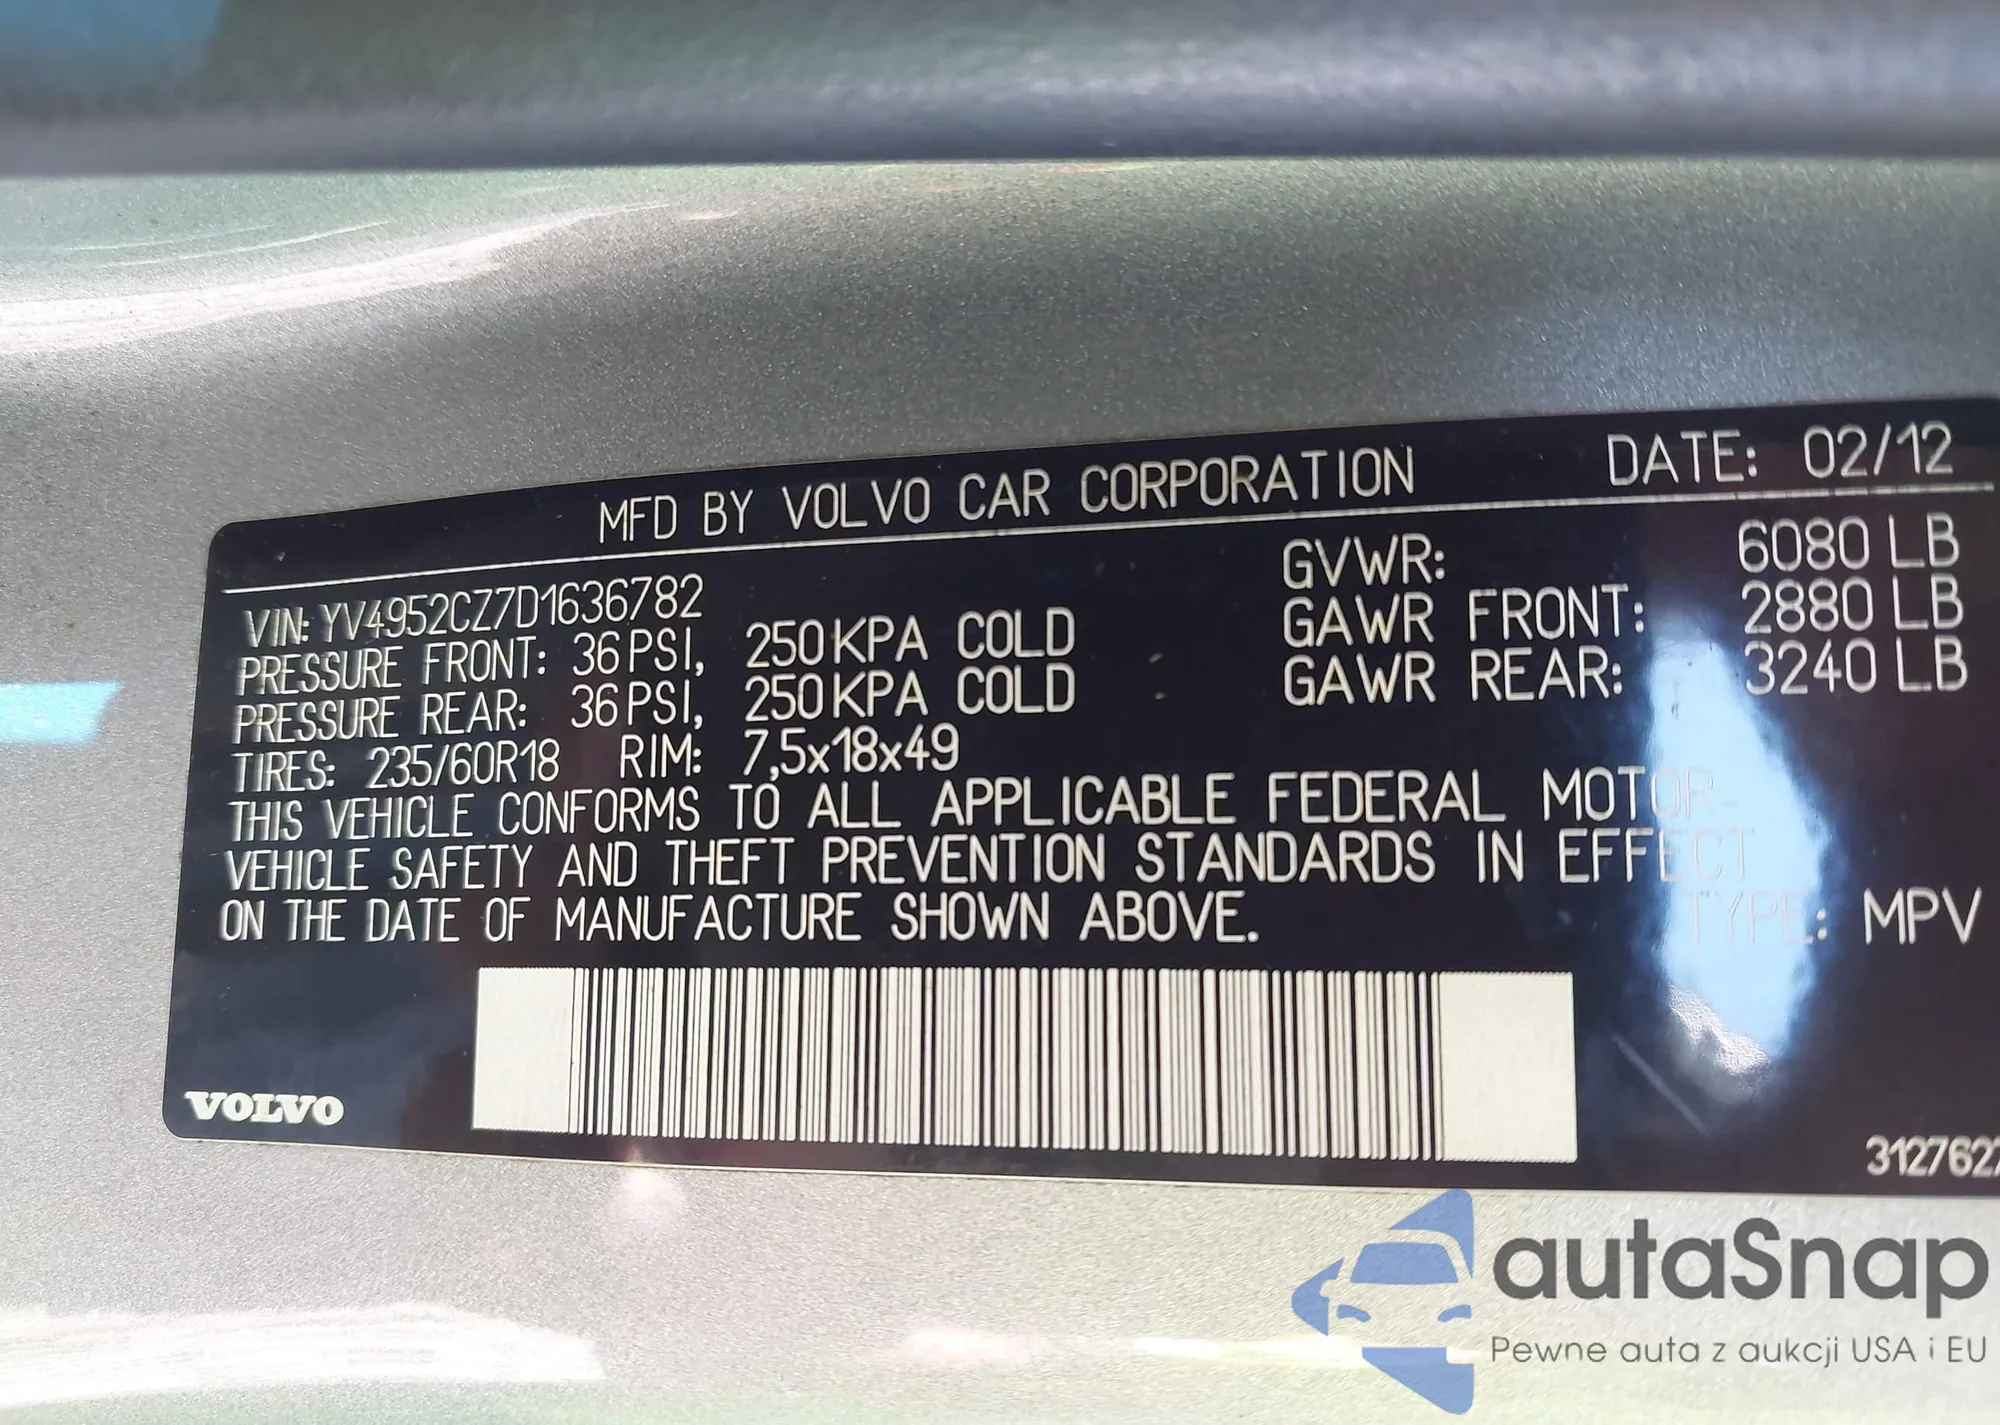 MFD BY VOLVO CAR CORPORATION DATE: 02/12
VIN: YV4952CZ7D1636782 GVWR: 6080 LB
PRESSURE FRONT: 36 PSI, 250 KPA COLD GAWR FRONT: 2880 LB
PRESSURE REAR: 36 PSI, 250 KPA COLD GAWR REAR: 3240 LB
TIRES: 235/60R18 RIM: 7,5x18x49
THIS VEHICLE CONFORMS TO ALL APPLICABLE FEDERAL MOTOR
VEHICLE SAFETY AND THEFT PREVENTION STANDARDS IN EFFECT
ON THE DATE OF MANUFACTURE SHOWN ABOVE. TYPE: MPV
VOLVO
3127627
autaSnap
Pewne auta z aukcji USA i EU